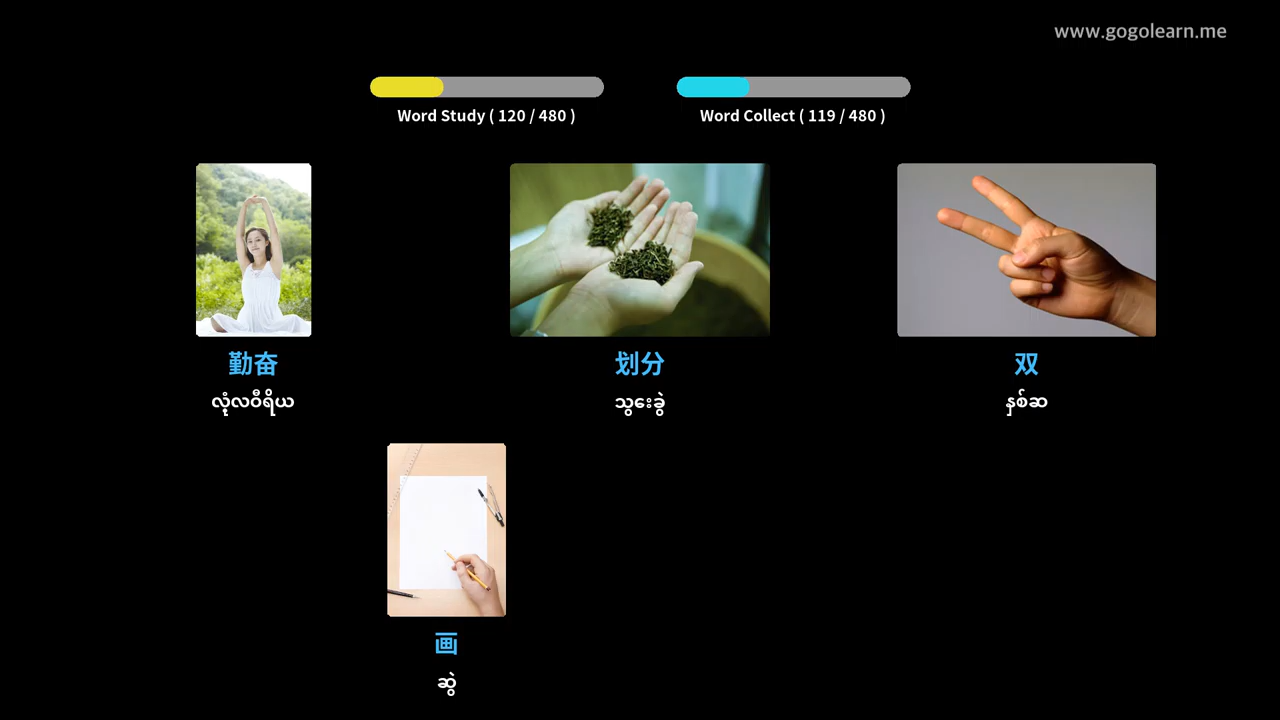 www.gogolearn.me
Word Study ( 120 / 480 )
Word Collect ( 119 / 480 )
勤奋
လုံ့လဝီရိယ
划分
သွေးခွဲ
双
နှစ်ဆ
画
ဆွဲ